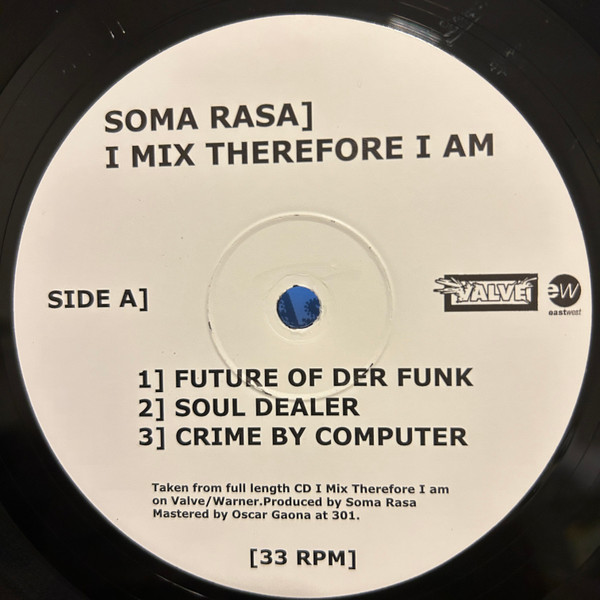 SOMA RASA]
I MIX THEREFORE I AM
SIDE A]
VALVE
ew
eastwest
1] FUTURE OF DER FUNK
2] SOUL DEALER
3] CRIME BY COMPUTER
Taken from full length CD I Mix Therefore I am
on Valve/Warner.Produced by Soma Rasa
Mastered by Oscar Gaona at 301.
[33 RPM]